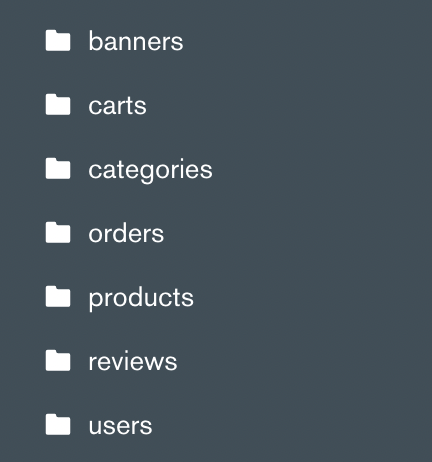 banners
carts
categories
orders
products
reviews
users